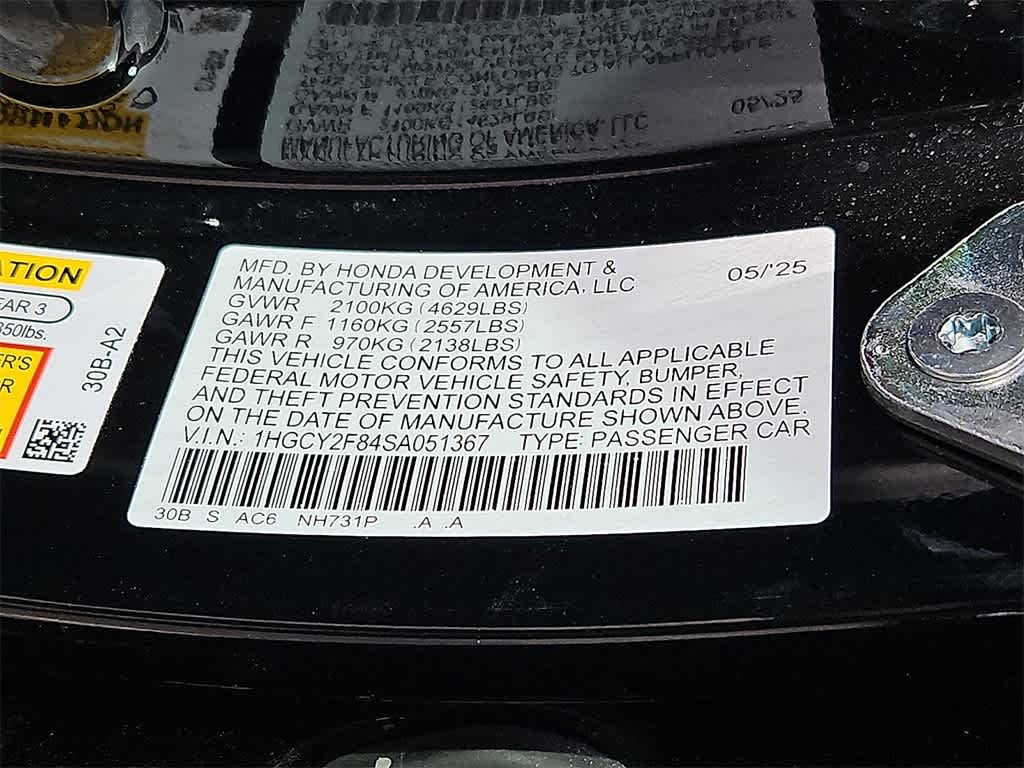 MFD. BY HONDA DEVELOPMENT &
MANUFACTURING OF AMERICA, LLC
05/'25
GVWR 2100KG (4629LBS)
GAWR F 1160KG (2557LBS)
GAWR R 970KG (2138LBS)
THIS VEHICLE CONFORMS TO ALL APPLICABLE
FEDERAL MOTOR VEHICLE SAFETY, BUMPER,
AND THEFT PREVENTION STANDARDS IN EFFECT
ON THE DATE OF MANUFACTURE SHOWN ABOVE.
V.I.N.: 1HGCY2F84SA051367 TYPE: PASSENGER CAR
30B S AC6 NH731P .A .A
30B-A2